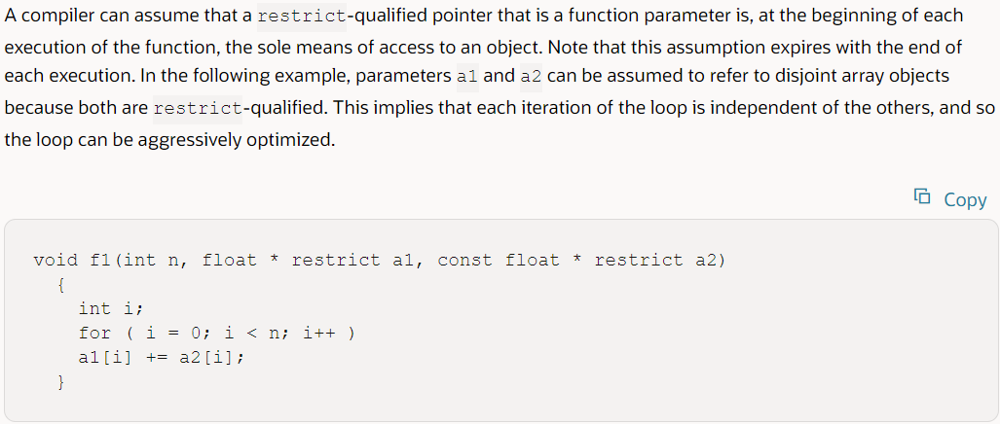 A compiler can assume that a restrict-qualified pointer that is a function parameter is, at the beginning of each
execution of the function, the sole means of access to an object. Note that this assumption expires with the end of
each execution. In the following example, parameters a1 and a2 can be assumed to refer to disjoint array objects
because both are restrict-qualified. This implies that each iteration of the loop is independent of the others, and so
the loop can be aggressively optimized.
Copy
void f1(int n, float * restrict a1, const float * restrict a2)
{
int i;
for ( i = 0; i < n; i++ )
a1[i] += a2[i];
}